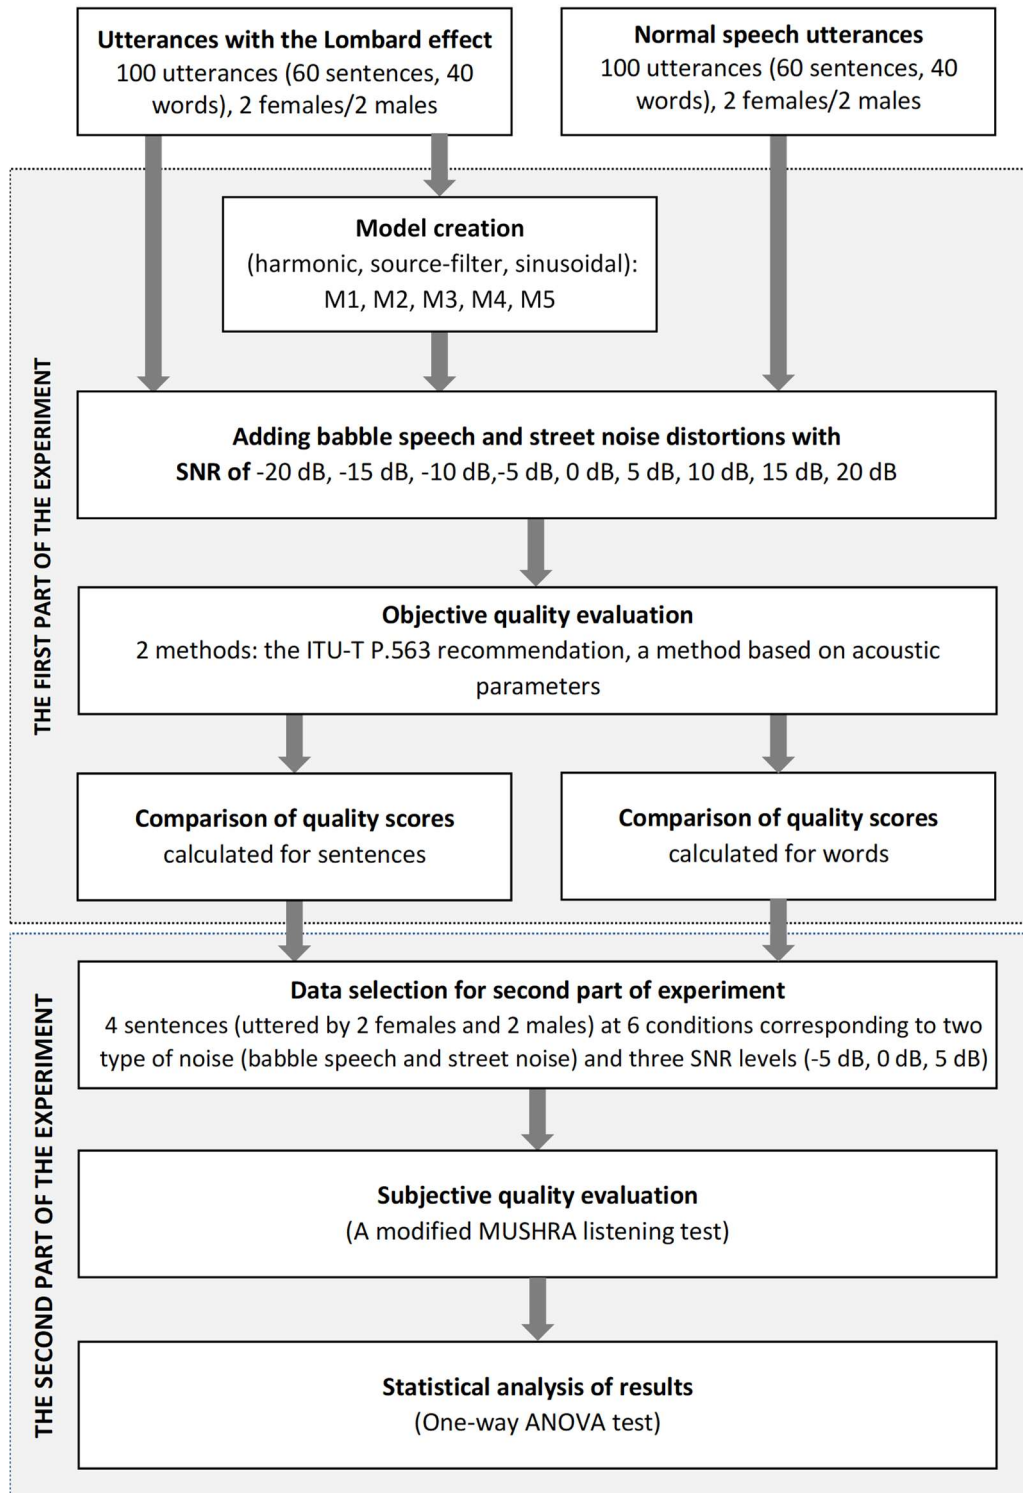 Utterances with the Lombard effect
100 utterances (60 sentences, 40
words), 2 females/2 males
Normal speech utterances
100 utterances (60 sentences, 40
words), 2 females/2 males
THE FIRST PART OF THE EXPERIMENT
Model creation
(harmonic, source-filter, sinusoidal):
M1, M2, M3, M4, M5
Adding babble speech and street noise distortions with
SNR of -20 dB, -15 dB, -10 dB,-5 dB, 0 dB, 5 dB, 10 dB, 15 dB, 20 dB
Objective quality evaluation
2 methods: the ITU-T P.563 recommendation, a method based on acoustic
parameters
Comparison of quality scores
calculated for sentences
Comparison of quality scores
calculated for words
THE SECOND PART OF THE EXPERIMENT
Data selection for second part of experiment
4 sentences (uttered by 2 females and 2 males) at 6 conditions corresponding to two
type of noise (babble speech and street noise) and three SNR levels (-5 dB, 0 dB, 5 dB)
Subjective quality evaluation
(A modified MUSHRA listening test)
Statistical analysis of results
(One-way ANOVA test)